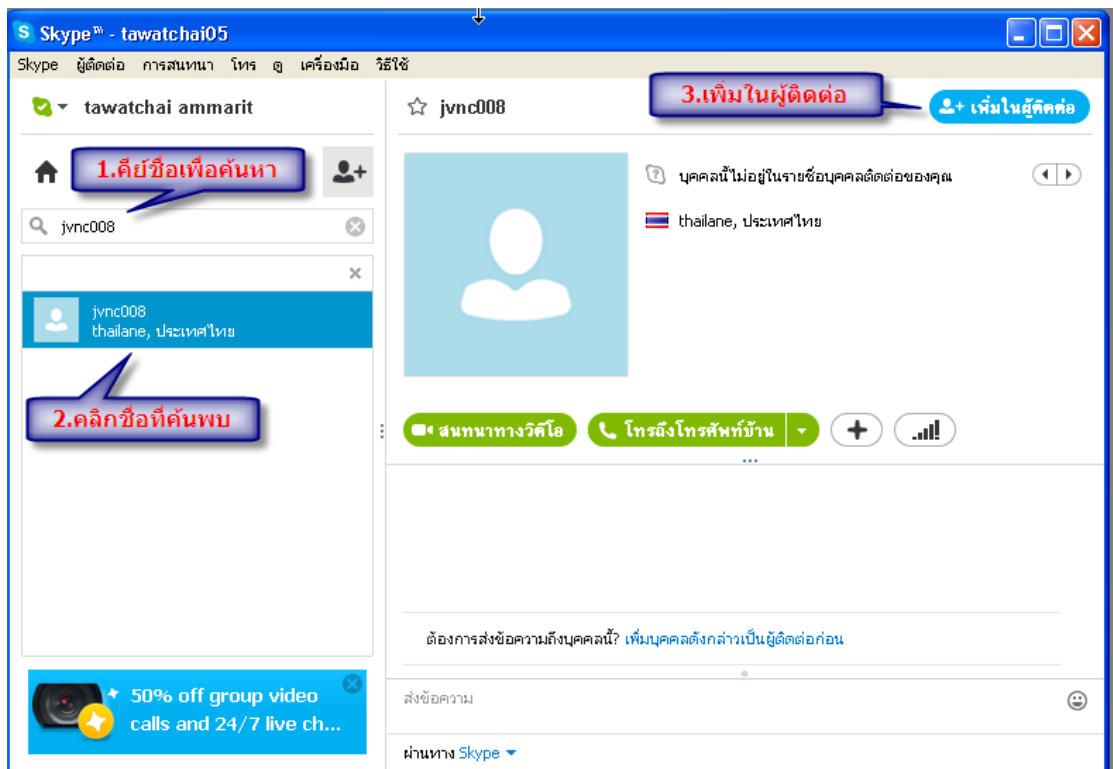 Skype™ - tawatchai05
Skype ผู้ติดต่อ การสนทนา โทร ดู เครื่องมือ วิธีใช้
tawatchai ammarit
1.คีย์ชื่อเพื่อค้นหา
jvnc008
jvnc008
thailane, ประเทศไทย
2.คลิกชื่อที่ค้นพบ
50% off group video
calls and 24/7 live ch...
jvnc008
3.เพิ่มในผู้ติดต่อ
เพิ่มในผู้ติดต่อ
บุคคลนี้ไม่อยู่ในรายชื่อบุคคลติดต่อของคุณ
thailane, ประเทศไทย
สนทนาทางวิดีโอ
โทรถึงโทรศัพท์บ้าน
ต้องการส่งข้อความถึงบุคคลนี้? เพิ่มบุคคลดังกล่าวเป็นผู้ติดต่อก่อน
ส่งข้อความ
ผ่านทาง Skype